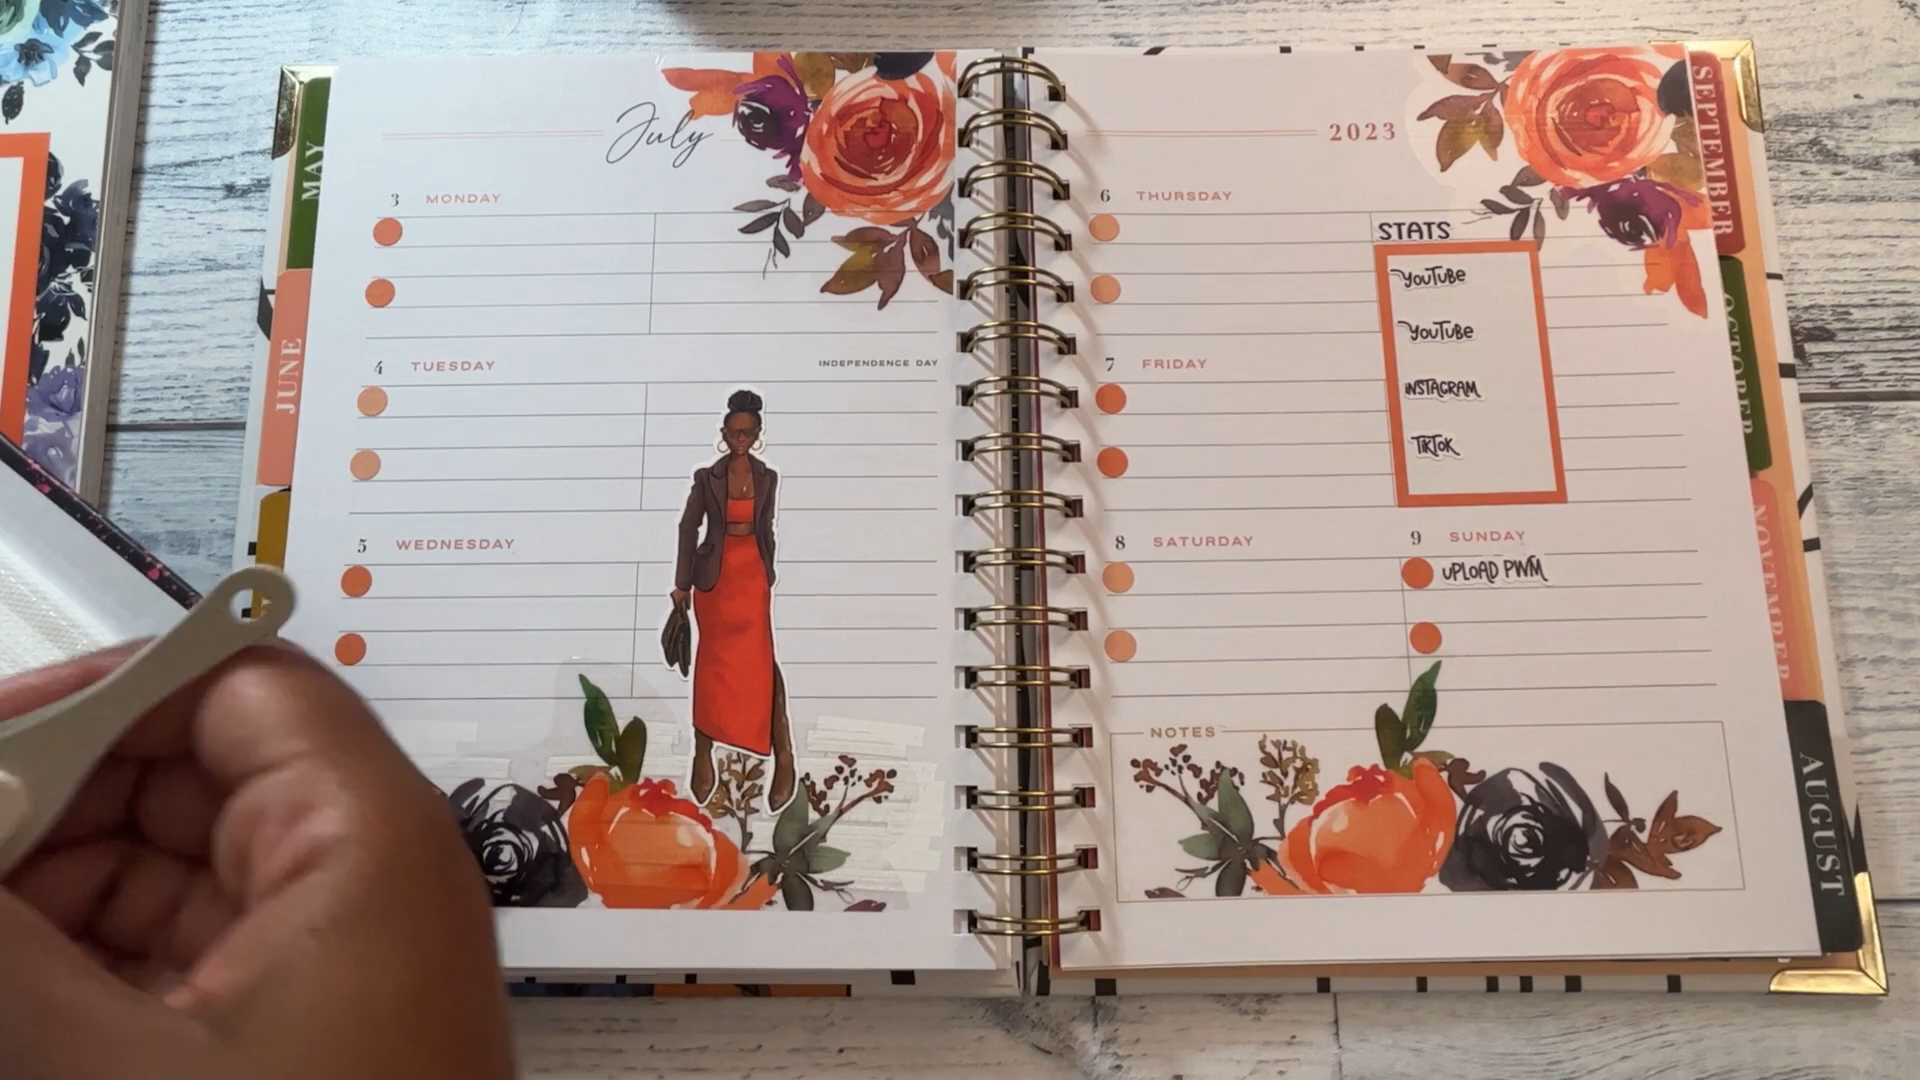 July
3 MONDAY
4 TUESDAY
INDEPENDENCE DAY
5 WEDNESDAY
2023
6 THURSDAY
STATS
YOUTUBE
YOUTUBE
INSTAGRAM
TIKTOK
7 FRIDAY
8 SATURDAY
9 SUNDAY
UPLOAD PWM
NOTES
MAY
JUNE
SEPTEMBER
OCTOBER
NOVEMBER
AUGUST